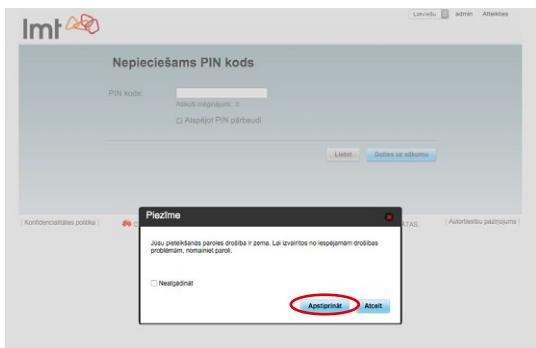 lmt
Latviešu admin Atteikties
Nepieciešams PIN kods
PIN kods:
Atlikuši mēģinājumi: 3
Atspējot PIN pārbaudi
Lietot Doties uz sākumu
Piezīme
Konfidencialitātes politika TAS. Autortiesību paziņojums
Jūsu pieteikšanās paroles drošība ir zema. Lai izvairītos no iespējamām drošības
problēmām, nomainiet paroli.
Neatgādināt
Apstiprināt Atcelt